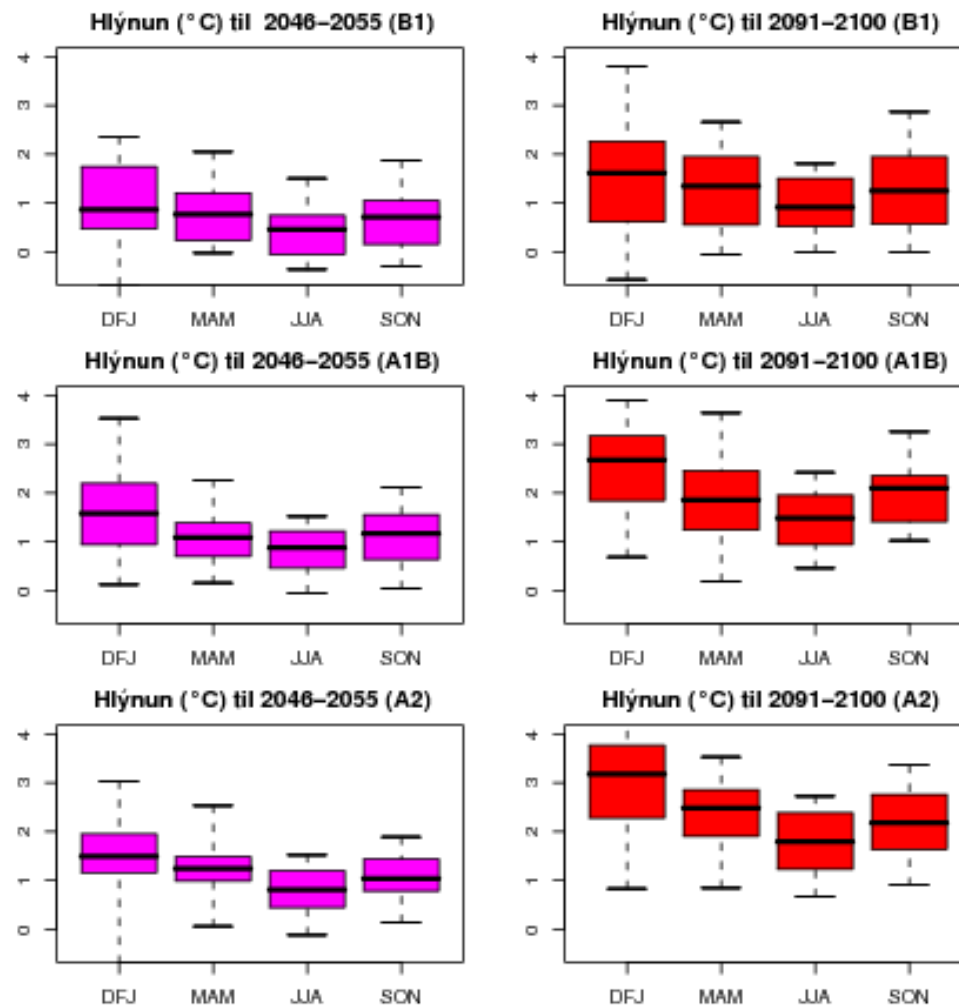 Hlýnun (°C) til 2046–2055 (B1)
4
3
2
1
0
DFJ MAM JJA SON
Hlýnun (°C) til 2091–2100 (B1)
4
3
2
1
0
DFJ MAM JJA SON
Hlýnun (°C) til 2046–2055 (A1B)
4
3
2
1
0
DFJ MAM JJA SON
Hlýnun (°C) til 2091–2100 (A1B)
4
3
2
1
0
DFJ MAM JJA SON
Hlýnun (°C) til 2046–2055 (A2)
4
3
2
1
0
DFJ MAM JJA SON
Hlýnun (°C) til 2091–2100 (A2)
4
3
2
1
0
DFJ MAM JJA SON